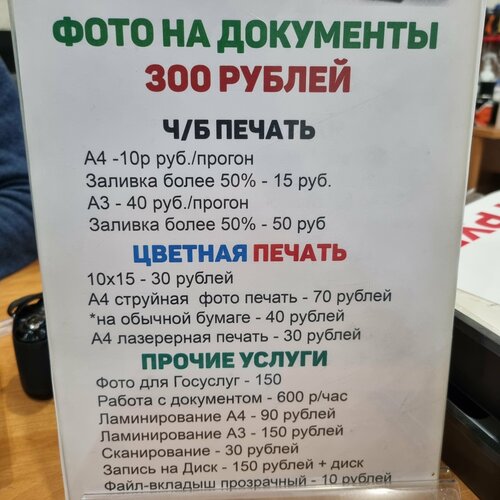 ФОТО НА ДОКУМЕНТЫ
300 РУБЛЕЙ
Ч/Б ПЕЧАТЬ
А4 -10р руб./прогон
Заливка более 50% - 15 руб.
А3 - 40 руб./прогон
Заливка более 50% - 50 руб
ЦВЕТНАЯ ПЕЧАТЬ
10х15 - 30 рублей
А4 струйная фото печать - 70 рублей
*на обычной бумаге - 40 рублей
А4 лазерерная печать - 30 рублей
ПРОЧИЕ УСЛУГИ
Фото для Госуслуг - 150
Работа с документом - 600 р/час
Ламинирование А4 - 90 рублей
Ламинирование А3 - 150 рублей
Сканирование - 30 рублей
Запись на Диск - 150 рублей + диск
Файл-вкладыш прозрачный - 10 рублей